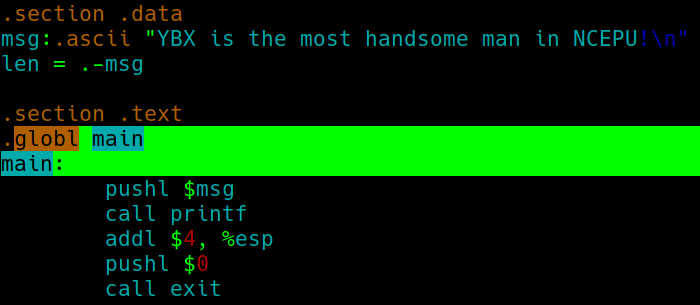 .section .data
msg:.ascii "YBX is the most handsome man in NCEPU!\n"
len = .-msg
.section .text
.globl main
main:
pushl $msg
call printf
addl $4, %esp
pushl $0
call exit